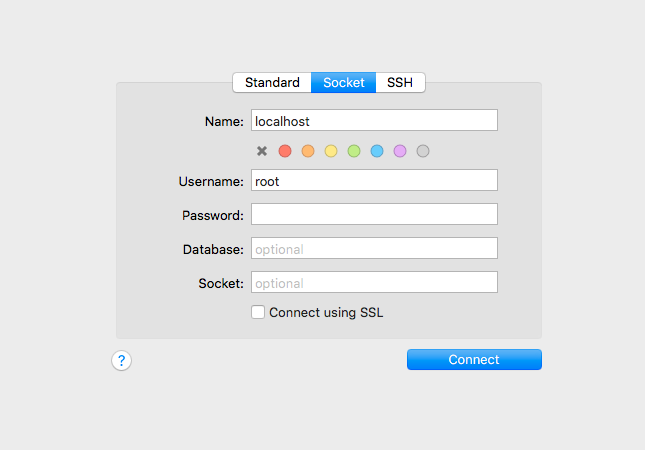 Standard Socket SSH
Name: localhost
Username: root
Password:
Database: optional
Socket: optional
Connect using SSL
? Connect